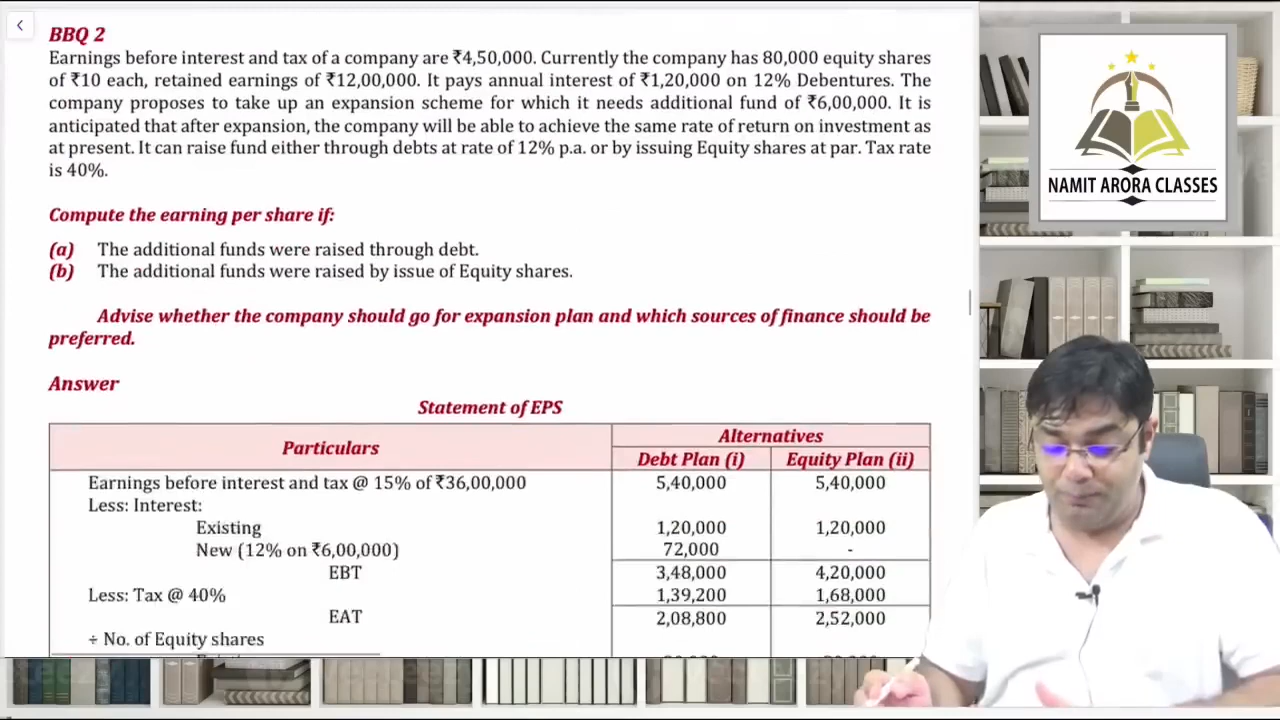 BBQ 2
Earnings before interest and tax of a company are ₹4,50,000. Currently the company has 80,000 equity shares
of ₹10 each, retained earnings of ₹12,00,000. It pays annual interest of ₹1,20,000 on 12% Debentures. The
company proposes to take up an expansion scheme for which it needs additional fund of ₹6,00,000. It is
anticipated that after expansion, the company will be able to achieve the same rate of return on investment as
at present. It can raise fund either through debts at rate of 12% p.a. or by issuing Equity shares at par. Tax rate
is 40%.
Compute the earning per share if:
(a) The additional funds were raised through debt.
(b) The additional funds were raised by issue of Equity shares.
Advise whether the company should go for expansion plan and which sources of finance should be
preferred.
Answer
Statement of EPS
Particulars
Alternatives
Debt Plan (i) Equity Plan (ii)
Earnings before interest and tax @ 15% of ₹36,00,000 5,40,000 5,40,000
Less: Interest:
Existing 1,20,000 1,20,000
New (12% on ₹6,00,000) 72,000 -
EBT 3,48,000 4,20,000
Less: Tax @ 40% 1,39,200 1,68,000
EAT 2,08,800 2,52,000
÷ No. of Equity shares
NAMIT ARORA CLASSES